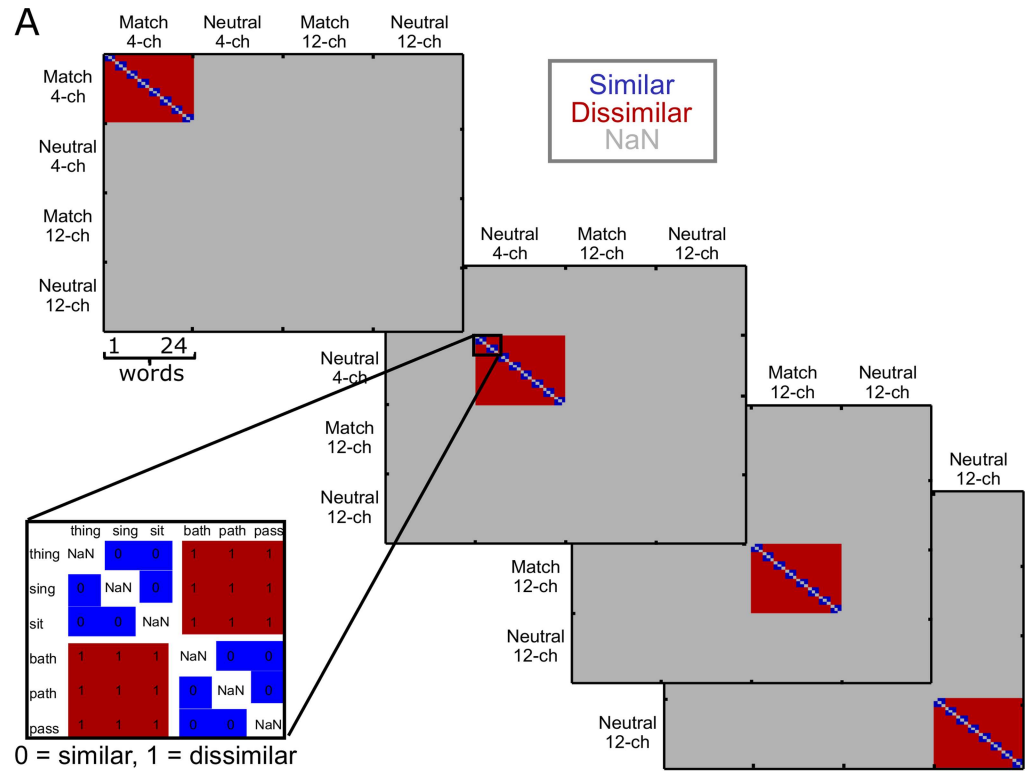 A
Match Neutral Match Neutral
4-ch 4-ch 12-ch 12-ch
Match
4-ch
Neutral
4-ch
Match
12-ch
Neutral
12-ch
1 24
words
Similar
Dissimilar
NaN
Neutral Match Neutral
4-ch 12-ch 12-ch
Neutral
4-ch
Match
12-ch
Neutral
12-ch
Match Neutral
12-ch 12-ch
Match
12-ch
Neutral
12-ch
Neutral
12-ch
Neutral
12-ch
thing sing sit bath path pass
thing NaN 0 0 1 1 1
sing 0 NaN 0 1 1 1
sit 0 0 NaN 1 1 1
bath 1 1 1 NaN 0 0
path 1 1 1 0 NaN 0
pass 1 1 1 0 0 NaN
0 = similar, 1 = dissimilar